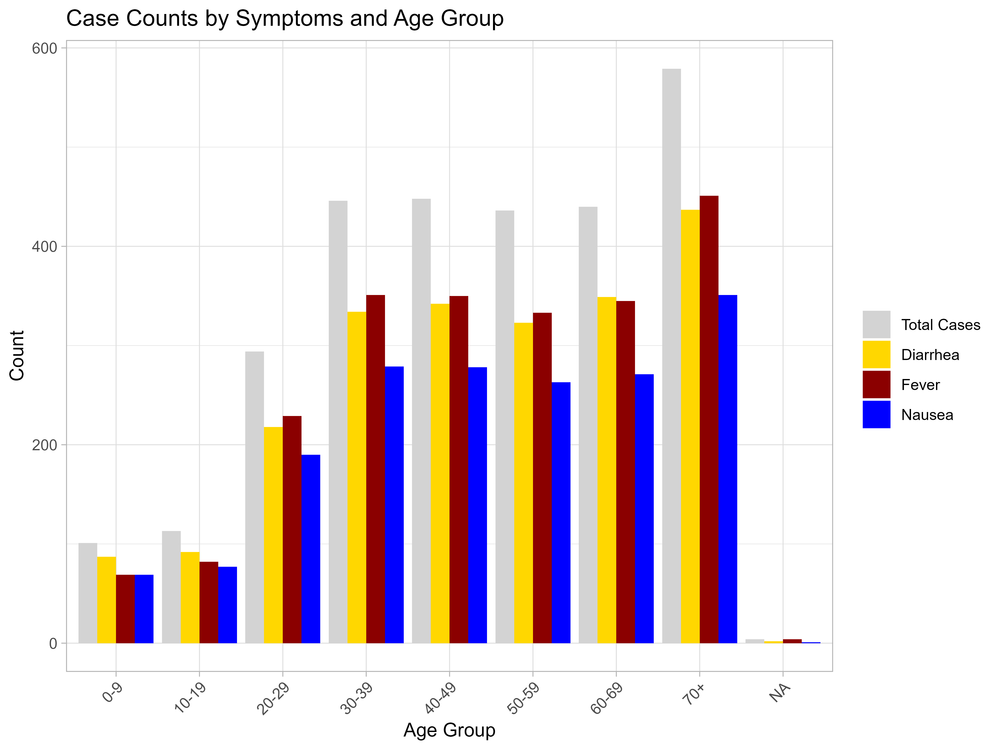 Case Counts by Symptoms and Age Group
600
400
200
0
Count
0-9
10-19
20-29
30-39
40-49
50-59
60-69
70+
NA
Age Group
Total Cases
Diarrhea
Fever
Nausea